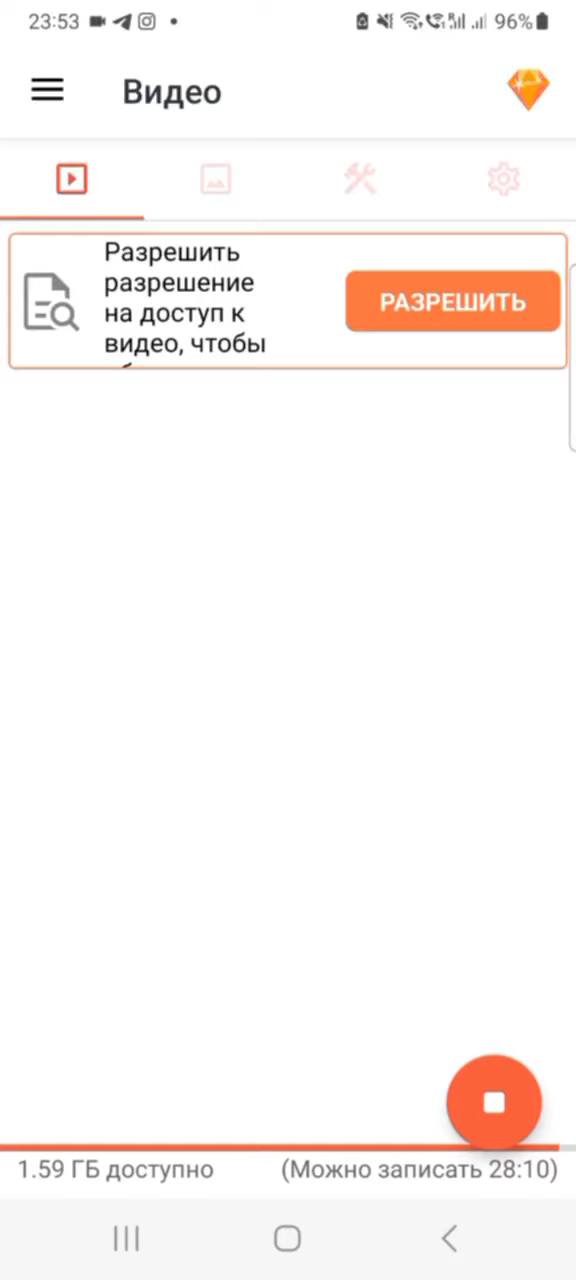 23:53
96%
Видео
Разрешить
разрешение
на доступ к
видео, чтобы
РАЗРЕШИТЬ
1.59 ГБ доступно
(Можно записать 28:10)